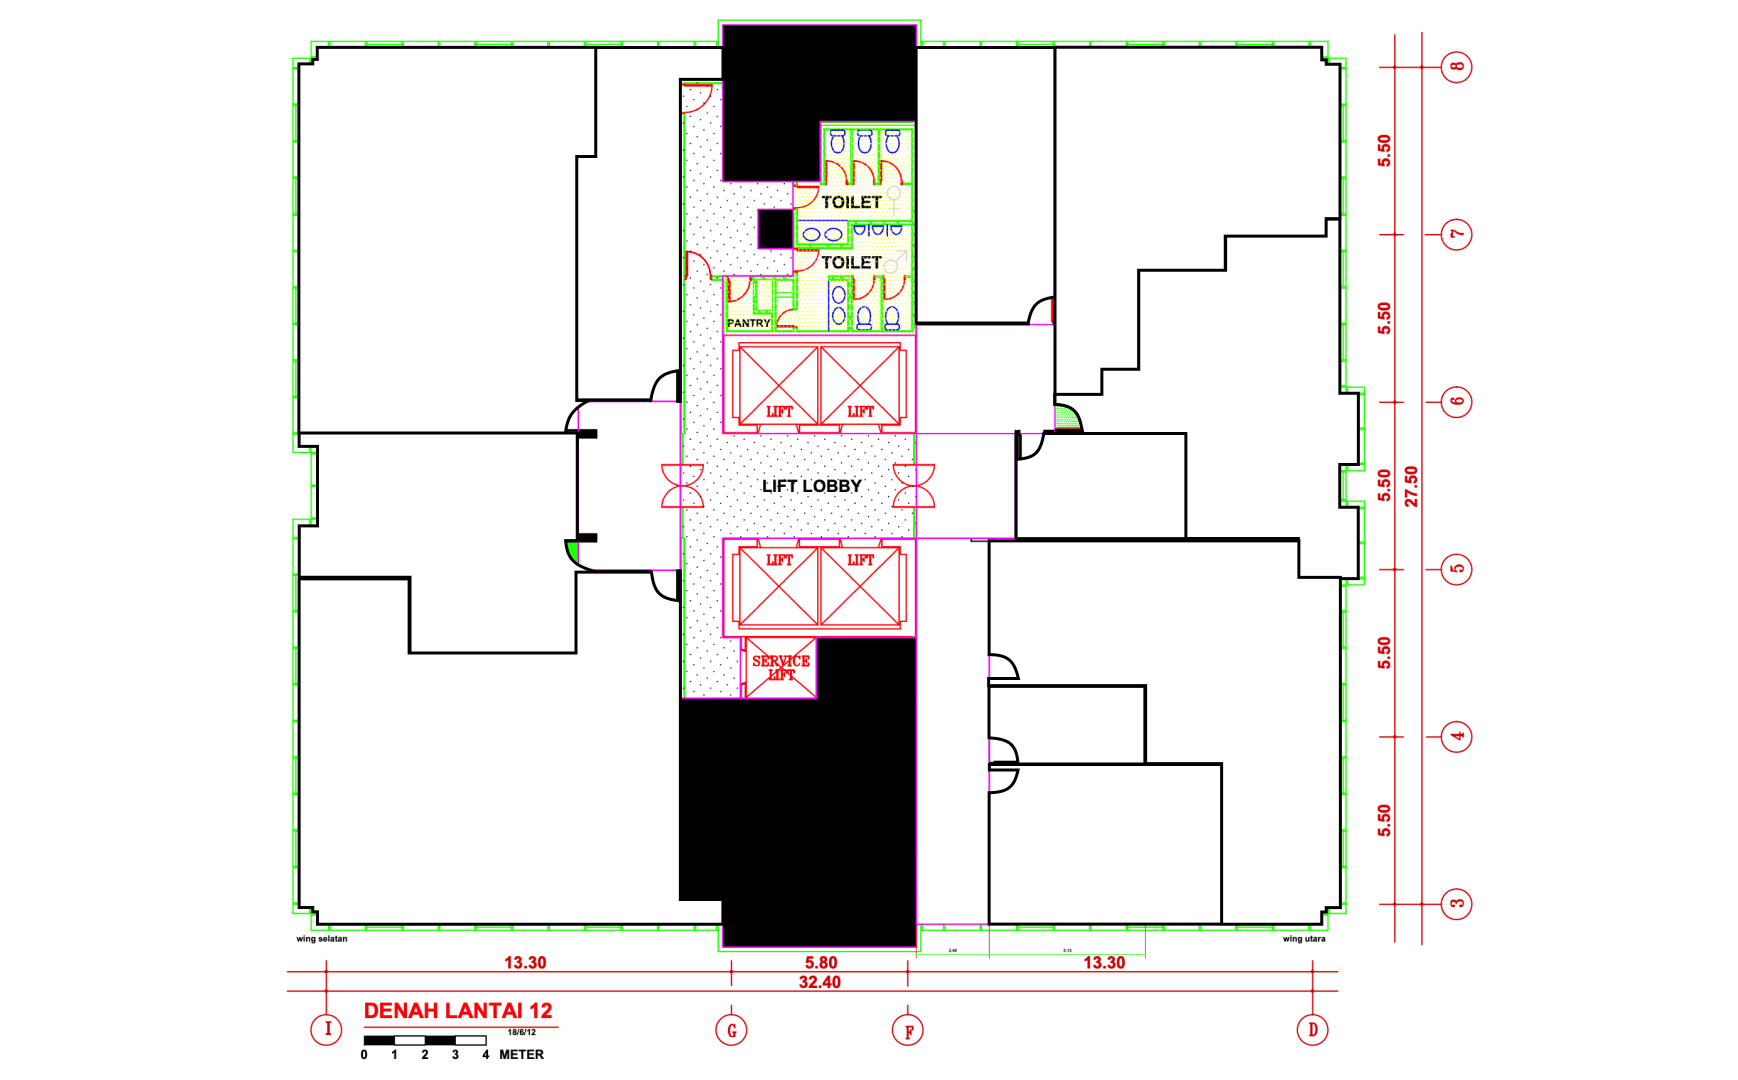 8
5.50
TOILET
7
TOILET
5.50
PANTRY
6
LIFT LIFT
5.50
27.50
LIFT LOBBY
LIFT LIFT
5
SERVICE
LIFT
5.50
4
5.50
3
wing selatan
wing utara
2.40
5.13
13.30 5.80 13.30
32.40
DENAH LANTAI 12
18/6/12
I G F D
0 1 2 3 4 METER